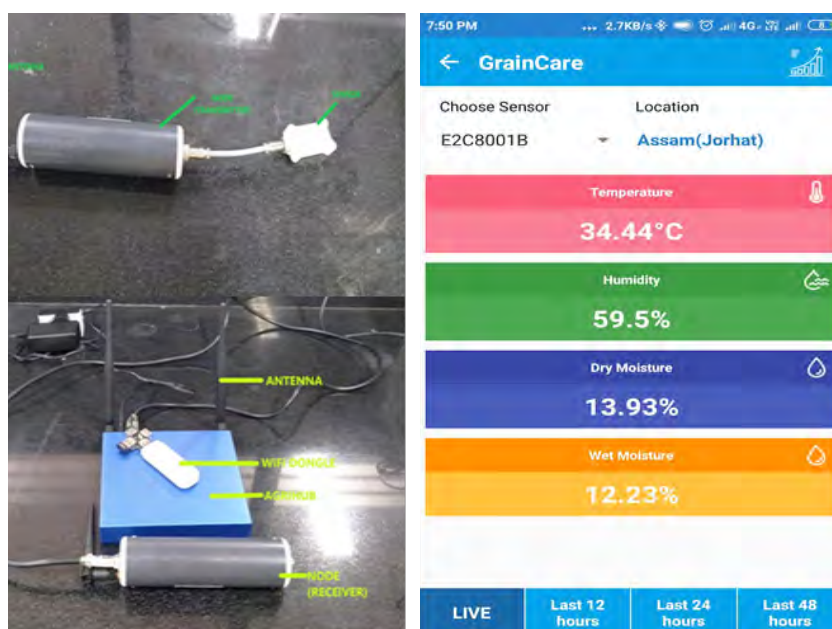 ANTENNA
WIFI DONGLE
AGRIHUB
NODE
(RECEIVER)
7:50 PM
... 2.7KB/s
4G
GrainCare
Choose Sensor
Location
E2C8001B
Assam(Jorhat)
Temperature
34.44°C
Humidity
59.5%
Dry Moisture
13.93%
Wet Moisture
12.23%
LIVE
Last 12
hours
Last 24
hours
Last 48
hours